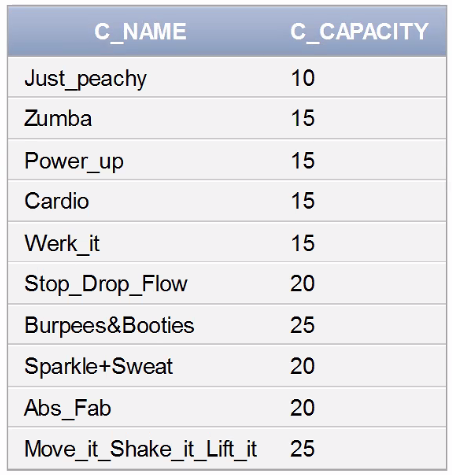 C_NAME C_CAPACITY
Just_peachy 10
Zumba 15
Power_up 15
Cardio 15
Werk_it 15
Stop_Drop_Flow 20
Burpees&Booties 25
Sparkle+Sweat 20
Abs_Fab 20
Move_it_Shake_it_Lift_it 25